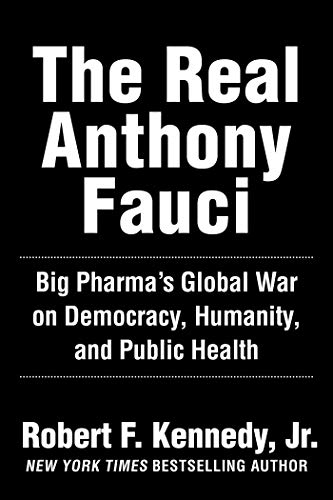 The Real
Anthony
Fauci
Big Pharma's Global War
on Democracy, Humanity,
and Public Health
Robert F. Kennedy, Jr.
NEW YORK TIMES BESTSELLING AUTHOR